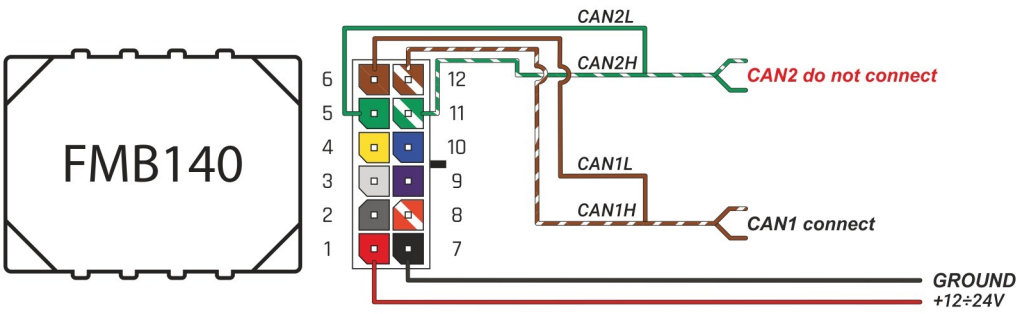 CAN2L
CAN2H
CAN2 do not connect
FMB140
6 12
5 11
4 10
3 9
2 8
1 7
CAN1L
CAN1H
CAN1 connect
GROUND
+12÷24V